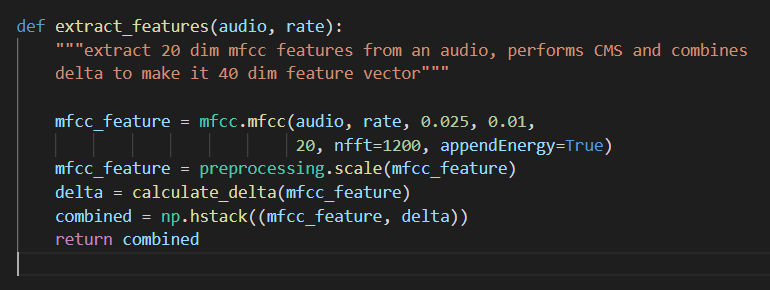 def extract_features(audio, rate):
    """extract 20 dim mfcc features from an audio, performs CMS and combines
    delta to make it 40 dim feature vector"""
    mfcc_feature = mfcc.mfcc(audio, rate, 0.025, 0.01,
                             20, nfft=1200, appendEnergy=True)
    mfcc_feature = preprocessing.scale(mfcc_feature)
    delta = calculate_delta(mfcc_feature)
    combined = np.hstack((mfcc_feature, delta))
    return combined